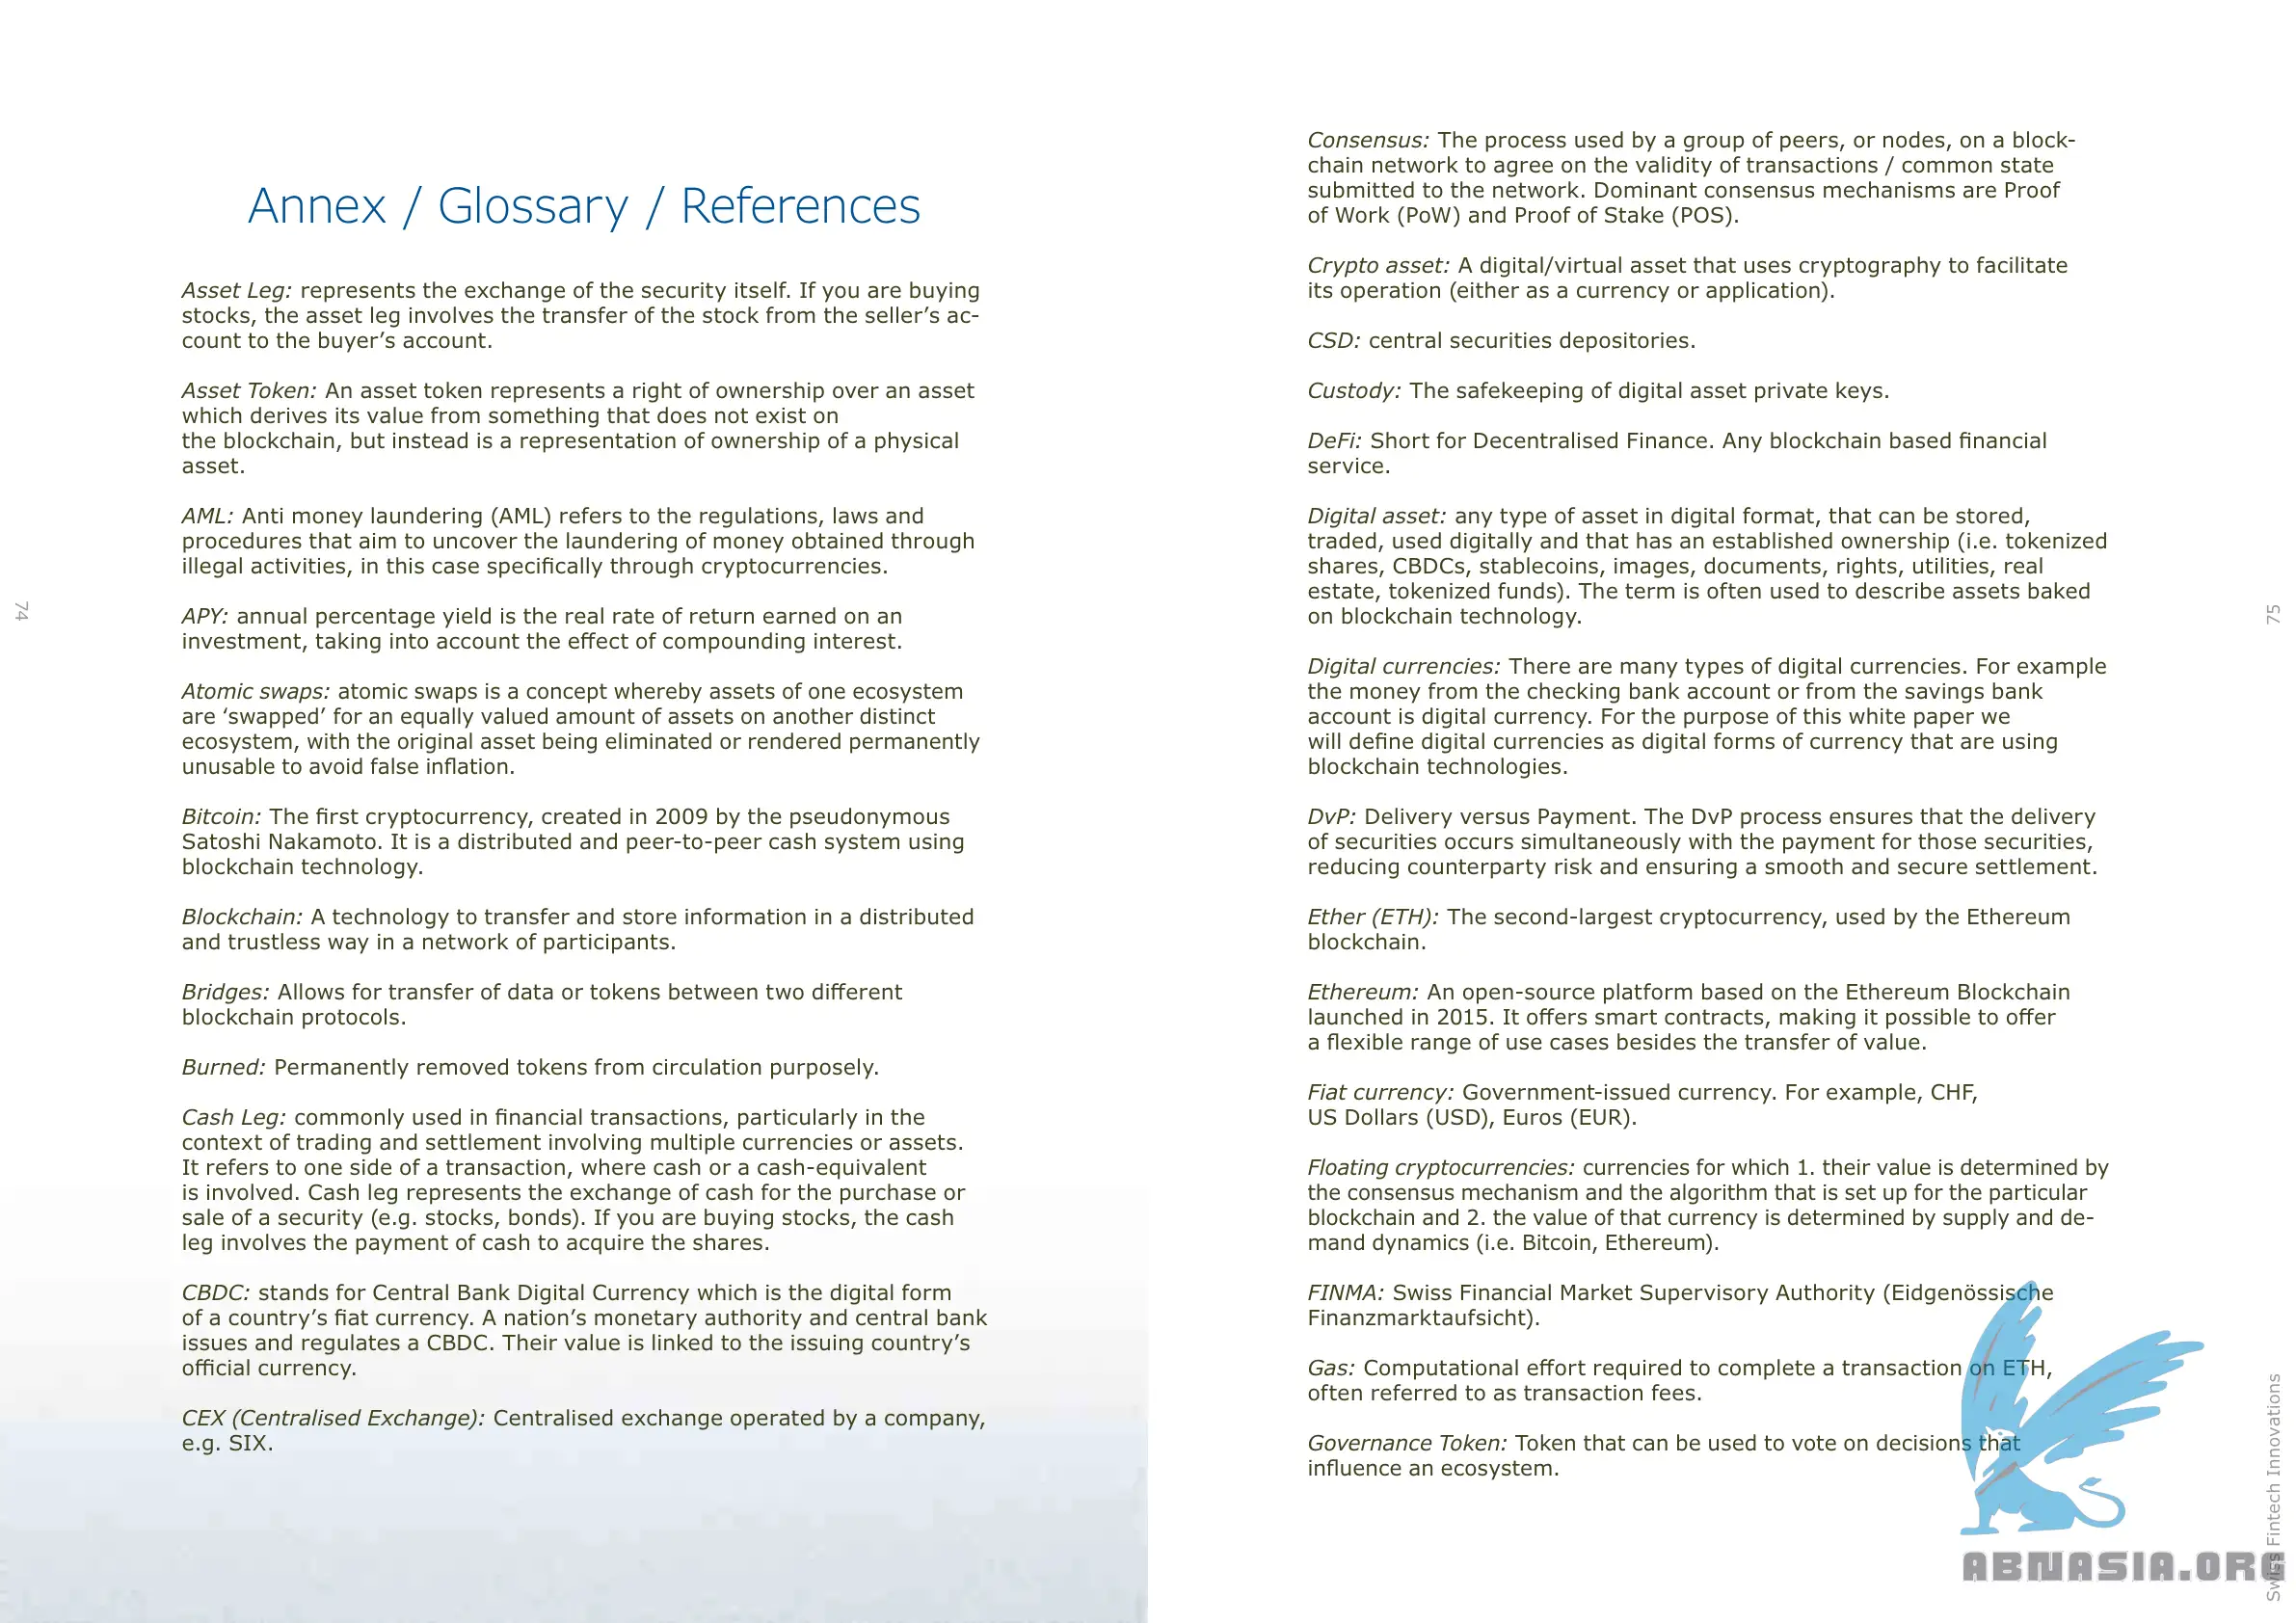 Annex / Glossary / References
Asset Leg: represents the exchange of the security itself. If you are buying
stocks, the asset leg involves the transfer of the stock from the seller’s ac-
count to the buyer’s account.
Asset Token: An asset token represents a right of ownership over an asset
which derives its value from something that does not exist on
the blockchain, but instead is a representation of ownership of a physical
asset.
AML: Anti money laundering (AML) refers to the regulations, laws and
procedures that aim to uncover the laundering of money obtained through
illegal activities, in this case specifically through cryptocurrencies.
APY: annual percentage yield is the real rate of return earned on an
investment, taking into account the effect of compounding interest.
Atomic swaps: atomic swaps is a concept whereby assets of one ecosystem
are ‘swapped’ for an equally valued amount of assets on another distinct
ecosystem, with the original asset being eliminated or rendered permanently
unusable to avoid false inflation.
Bitcoin: The first cryptocurrency, created in 2009 by the pseudonymous
Satoshi Nakamoto. It is a distributed and peer-to-peer cash system using
blockchain technology.
Blockchain: A technology to transfer and store information in a distributed
and trustless way in a network of participants.
Bridges: Allows for transfer of data or tokens between two different
blockchain protocols.
Burned: Permanently removed tokens from circulation purposely.
Cash Leg: commonly used in financial transactions, particularly in the
context of trading and settlement involving multiple currencies or assets.
It refers to one side of a transaction, where cash or a cash-equivalent
is involved. Cash leg represents the exchange of cash for the purchase or
sale of a security (e.g. stocks, bonds). If you are buying stocks, the cash
leg involves the payment of cash to acquire the shares.
CBDC: stands for Central Bank Digital Currency which is the digital form
of a country’s fiat currency. A nation’s monetary authority and central bank
issues and regulates a CBDC. Their value is linked to the issuing country’s
official currency.
CEX (Centralised Exchange): Centralised exchange operated by a company,
e.g. SIX.
74
Consensus: The process used by a group of peers, or nodes, on a block-
chain network to agree on the validity of transactions / common state
submitted to the network. Dominant consensus mechanisms are Proof
of Work (PoW) and Proof of Stake (POS).
Crypto asset: A digital/virtual asset that uses cryptography to facilitate
its operation (either as a currency or application).
CSD: central securities depositories.
Custody: The safekeeping of digital asset private keys.
DeFi: Short for Decentralised Finance. Any blockchain based financial
service.
Digital asset: any type of asset in digital format, that can be stored,
traded, used digitally and that has an established ownership (i.e. tokenized
shares, CBDCs, stablecoins, images, documents, rights, utilities, real
estate, tokenized funds). The term is often used to describe assets baked
on blockchain technology.
Digital currencies: There are many types of digital currencies. For example
the money from the checking bank account or from the savings bank
account is digital currency. For the purpose of this white paper we
will define digital currencies as digital forms of currency that are using
blockchain technologies.
DvP: Delivery versus Payment. The DvP process ensures that the delivery
of securities occurs simultaneously with the payment for those securities,
reducing counterparty risk and ensuring a smooth and secure settlement.
Ether (ETH): The second-largest cryptocurrency, used by the Ethereum
blockchain.
Ethereum: An open-source platform based on the Ethereum Blockchain
launched in 2015. It offers smart contracts, making it possible to offer
a flexible range of use cases besides the transfer of value.
Fiat currency: Government-issued currency. For example, CHF,
US Dollars (USD), Euros (EUR).
Floating cryptocurrencies: currencies for which 1. their value is determined by
the consensus mechanism and the algorithm that is set up for the particular
blockchain and 2. the value of that currency is determined by supply and de-
mand dynamics (i.e. Bitcoin, Ethereum).
FINMA: Swiss Financial Market Supervisory Authority (Eidgenössische
Finanzmarktaufsicht).
Gas: Computational effort required to complete a transaction on ETH,
often referred to as transaction fees.
Governance Token: Token that can be used to vote on decisions that
influence an ecosystem.
75
Swiss Fintech Innovations
ABNASIA.ORG